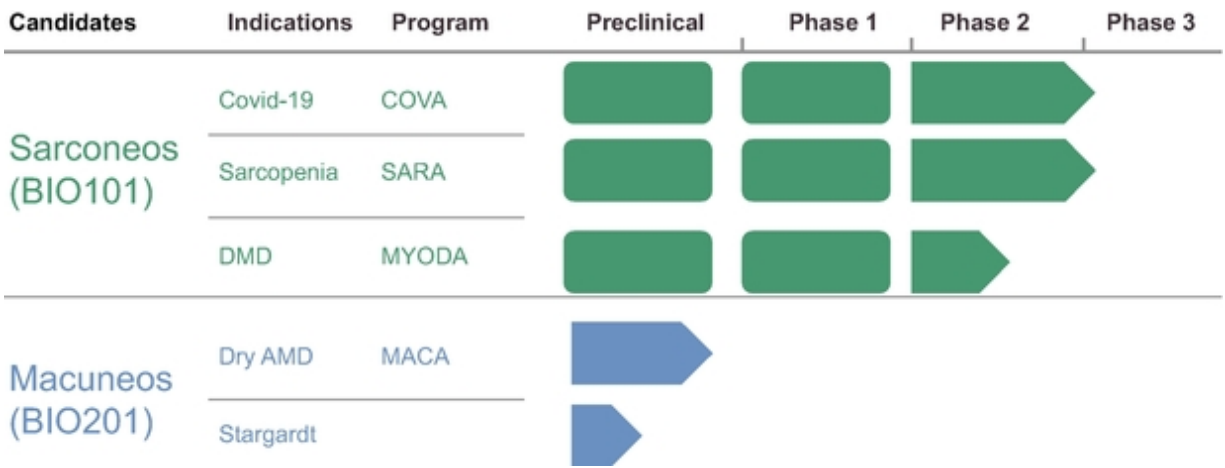 Candidates Indications Program Preclinical Phase 1 Phase 2 Phase 3
Covid-19 COVA
Sarconeos
(BIO101)
Sarcopenia SARA
DMD MYODA
Dry AMD MACA
Macuneos
(BIO201)
Stargardt